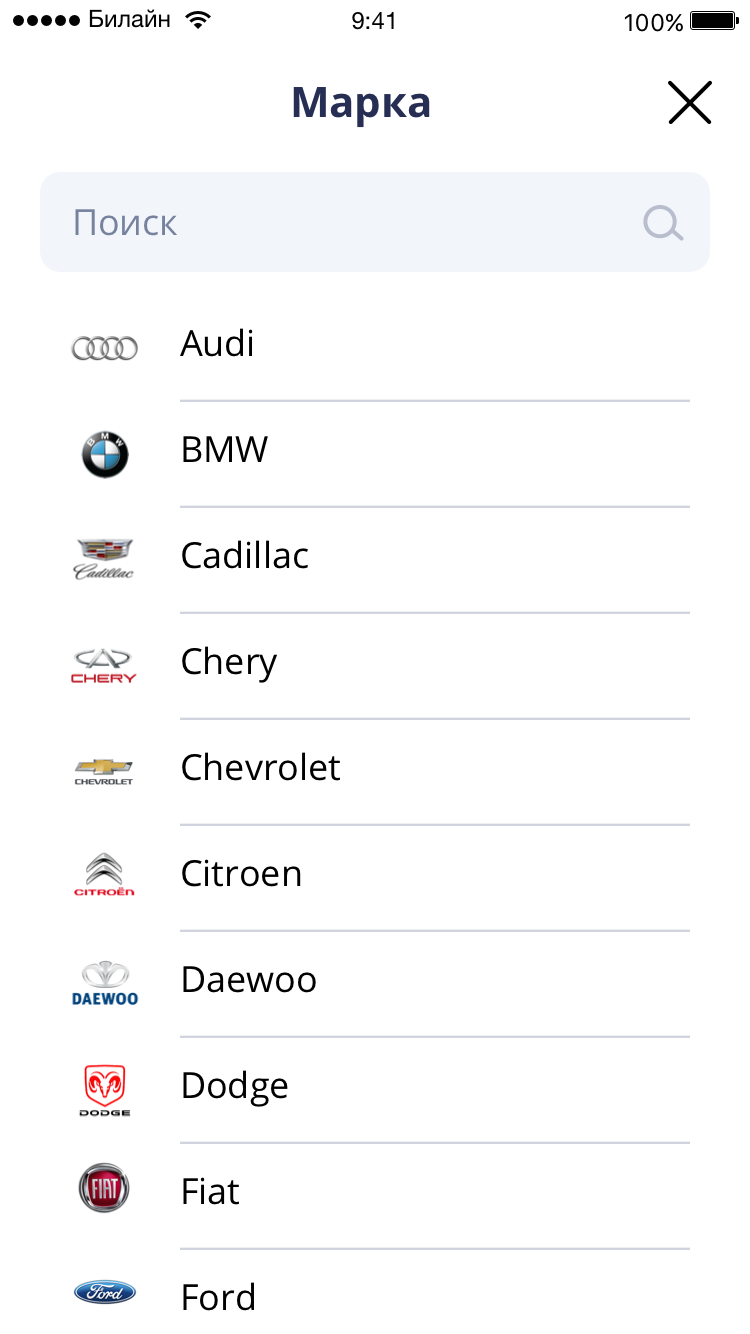 Билайн 9:41 100%
Марка
Поиск
Audi
BMW
BMW
Cadillac
Cadillac
CHERY
Chery
CHEVROLET
Chevrolet
CITROËN
Citroen
DAEWOO
Daewoo
DODGE
Dodge
FIAT
Fiat
Ford
Ford